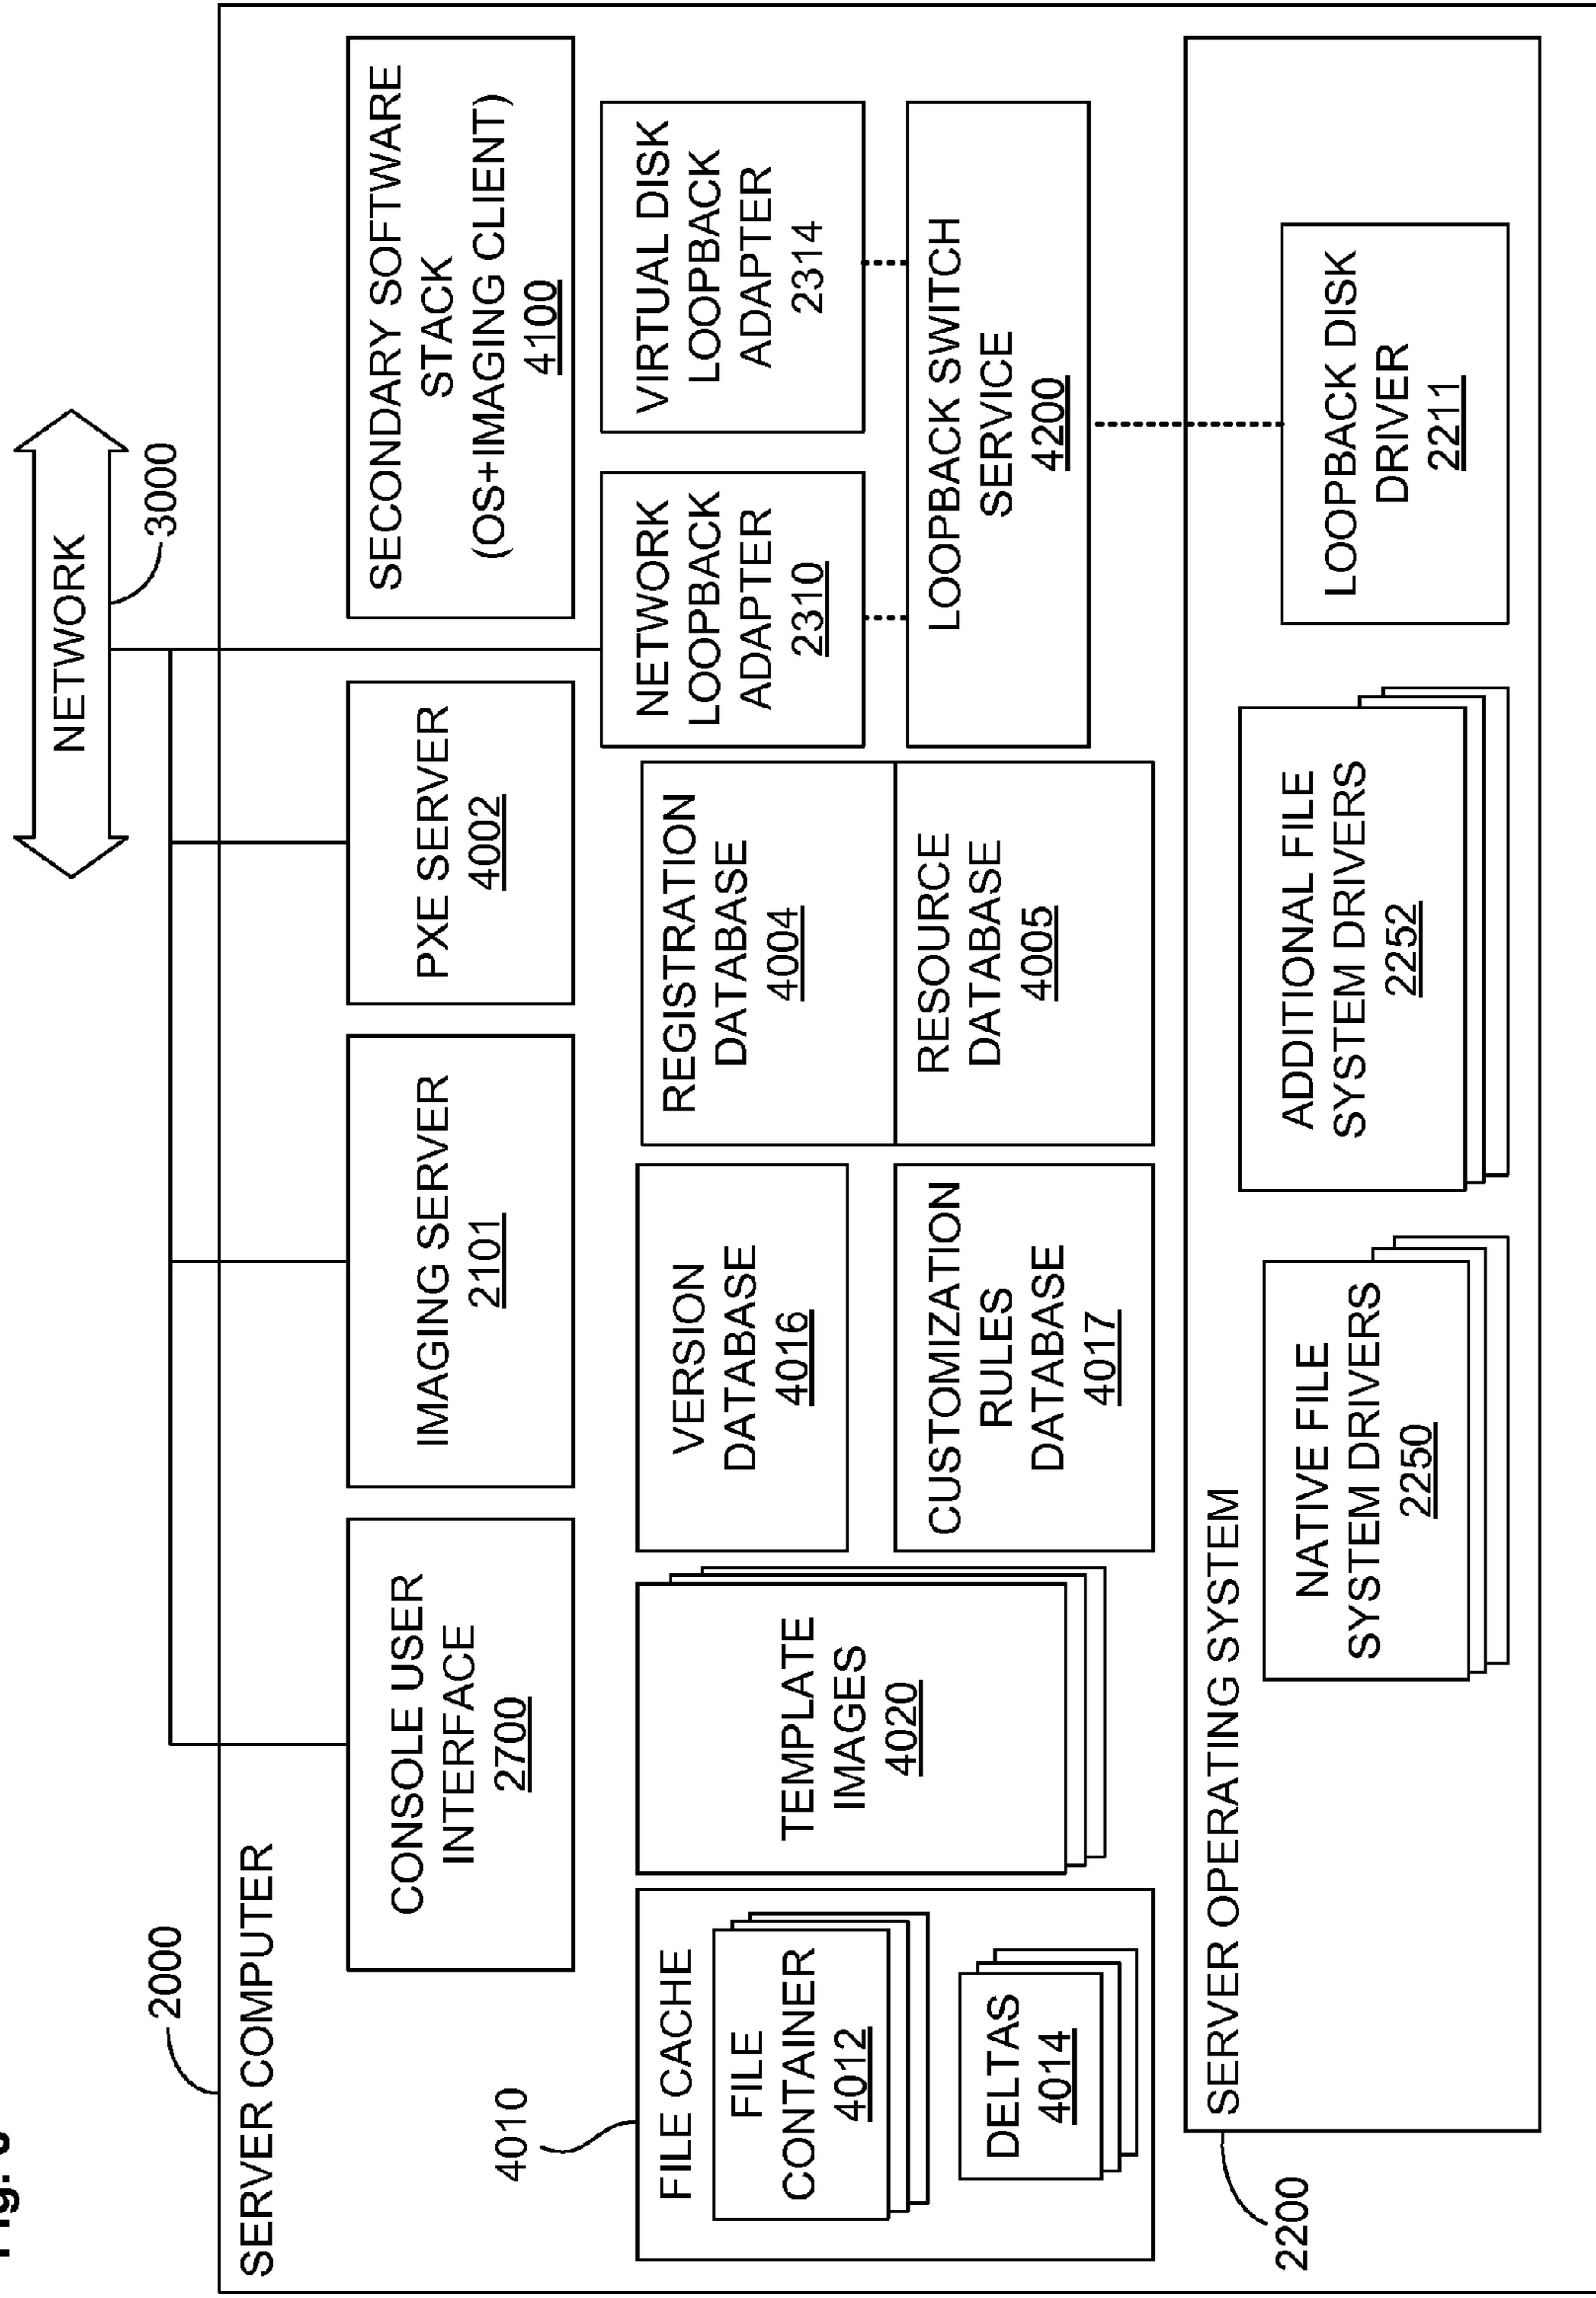 Fig.
NETWORK
3000
2000
SERVER COMPUTER
CONSOLE USER
INTERFACE
2700
IMAGING SERVER
2101
PXE SERVER
4002
SECONDARY SOFTWARE
STACK
(OS+IMAGING CLIENT)
4100
4010
FILE CACHE
FILE
CONTAINER
4012
DELTAS
4014
TEMPLATE
IMAGES
4020
VERSION
DATABASE
4016
CUSTOMIZATION
RULES
DATABASE
4017
REGISTRATION
DATABASE
4004
RESOURCE
DATABASE
4005
NETWORK
LOOPBACK
ADAPTER
2310
VIRTUAL DISK
LOOPBACK
ADAPTER
2314
LOOPBACK SWITCH
SERVICE
4200
2200
SERVER OPERATING SYSTEM
NATIVE FILE
SYSTEM DRIVERS
2250
ADDITIONAL FILE
SYSTEM DRIVERS
2252
LOOPBACK DISK
DRIVER
2211